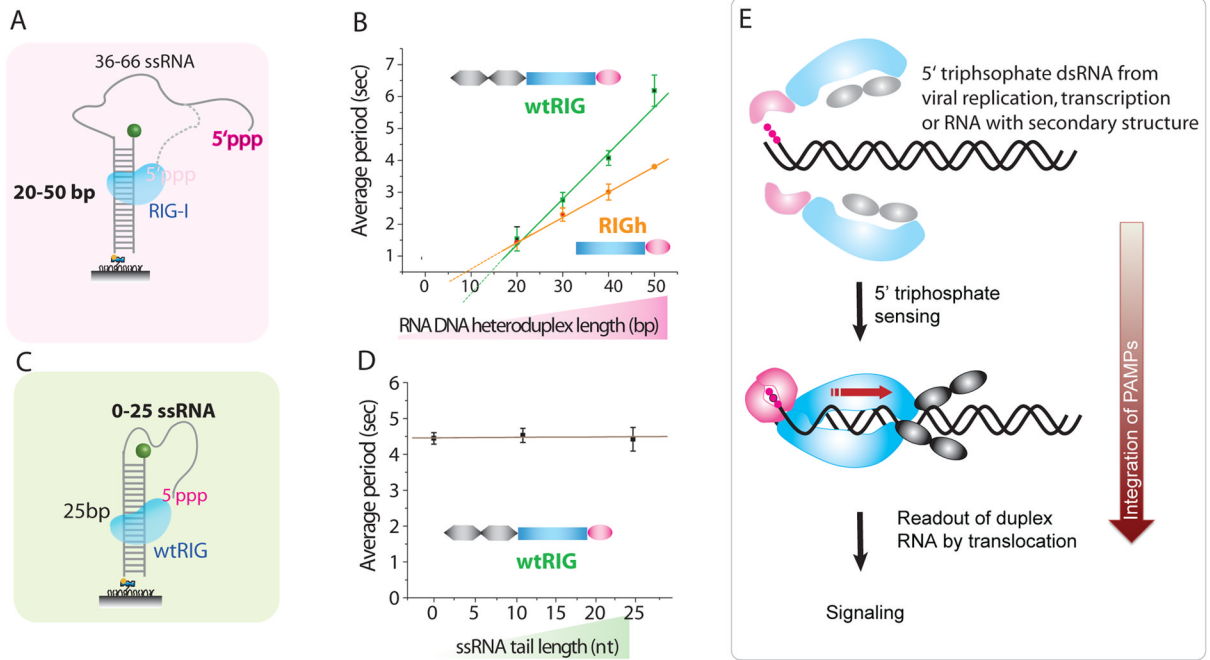 A
36-66 ssRNA
5'ppp
5'ppp
20-50 bp
RIG-I
B
Average period (sec)
7
6
5
4
3
2
1
wtRIG
RIGh
0 10 20 30 40 50
RNA DNA heteroduplex length (bp)
C
0-25 ssRNA
5'ppp
25bp
wtRIG
D
Average period (sec)
6
5
4
3
2
1
0
wtRIG
0 5 10 15 20 25
ssRNA tail length (nt)
E
5' triphsophate dsRNA from
viral replication, transcription
or RNA with secondary structure
5' triphosphate
sensing
Integration of PAMPs
Readout of duplex
RNA by translocation
Signaling